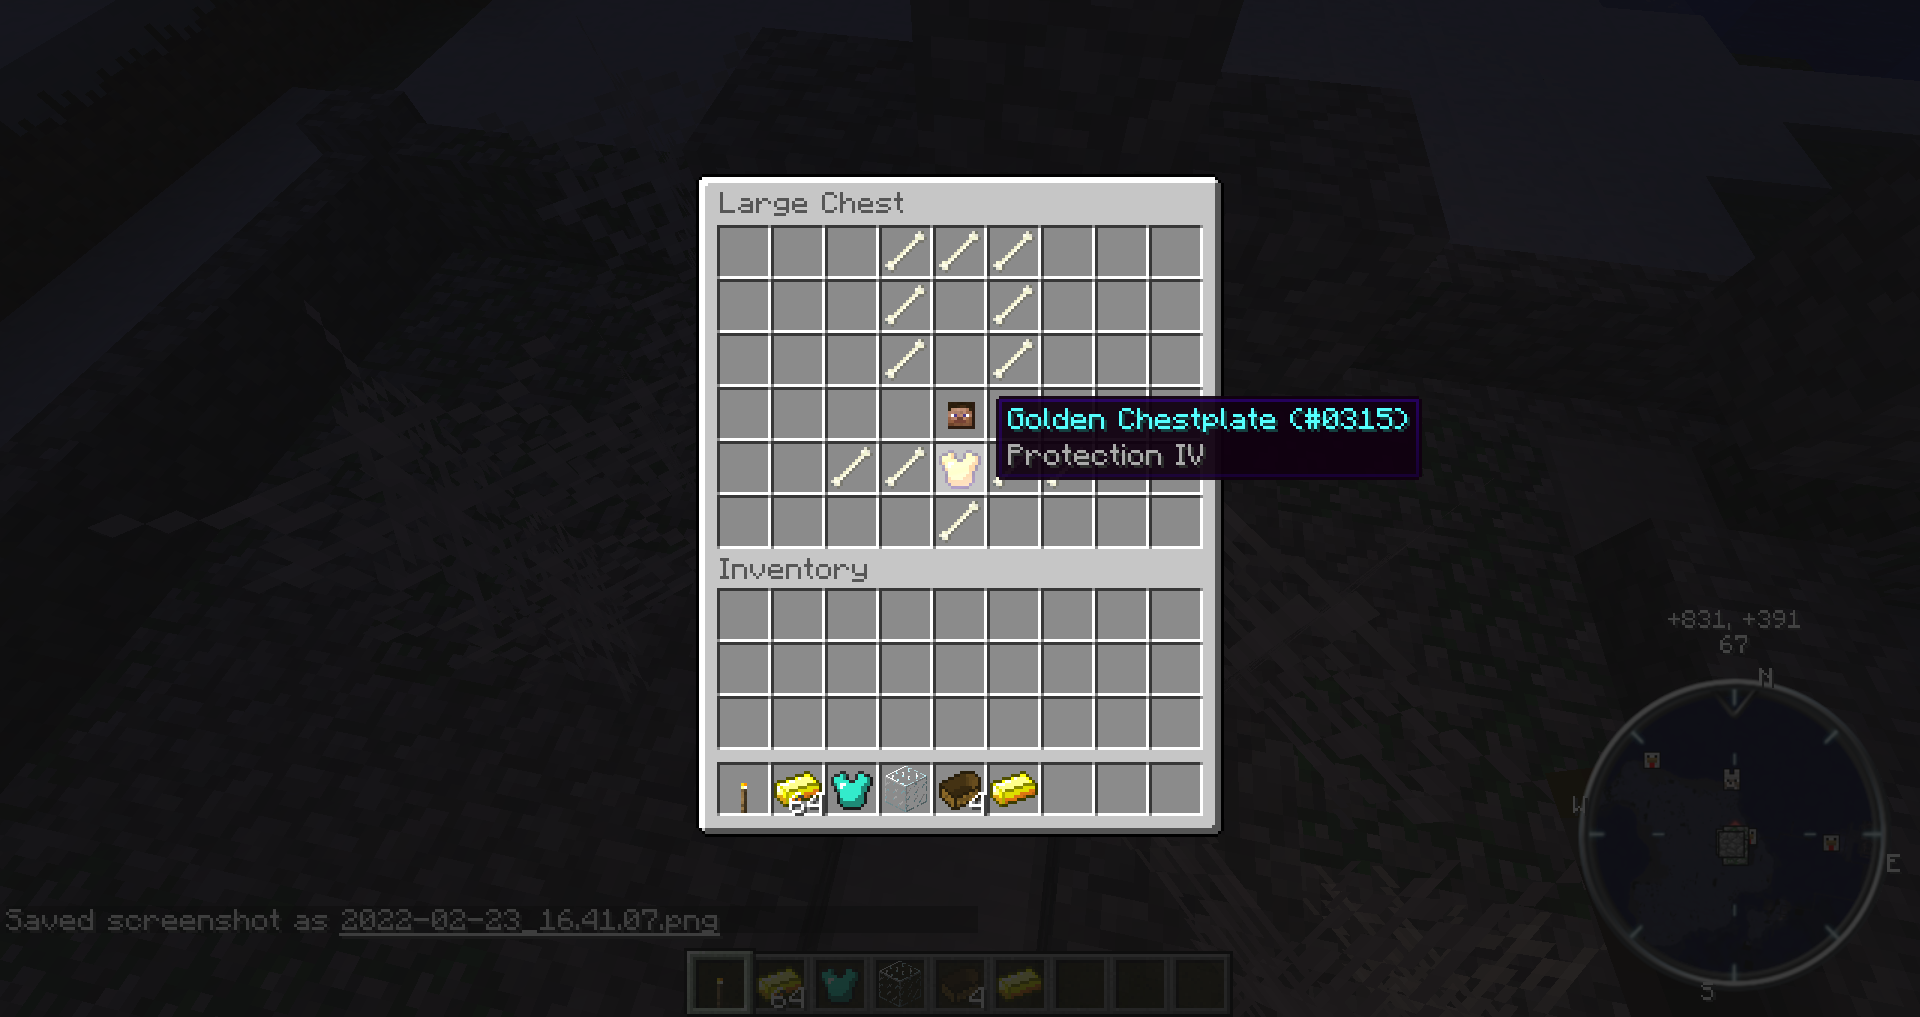 Large Chest
Golden Chestplate (#0315)
Protection IV
Inventory
+831, +391
67
N
W
E
S
64
4
Saved screenshot as 2022-02-23_16.41.07.png
64
4